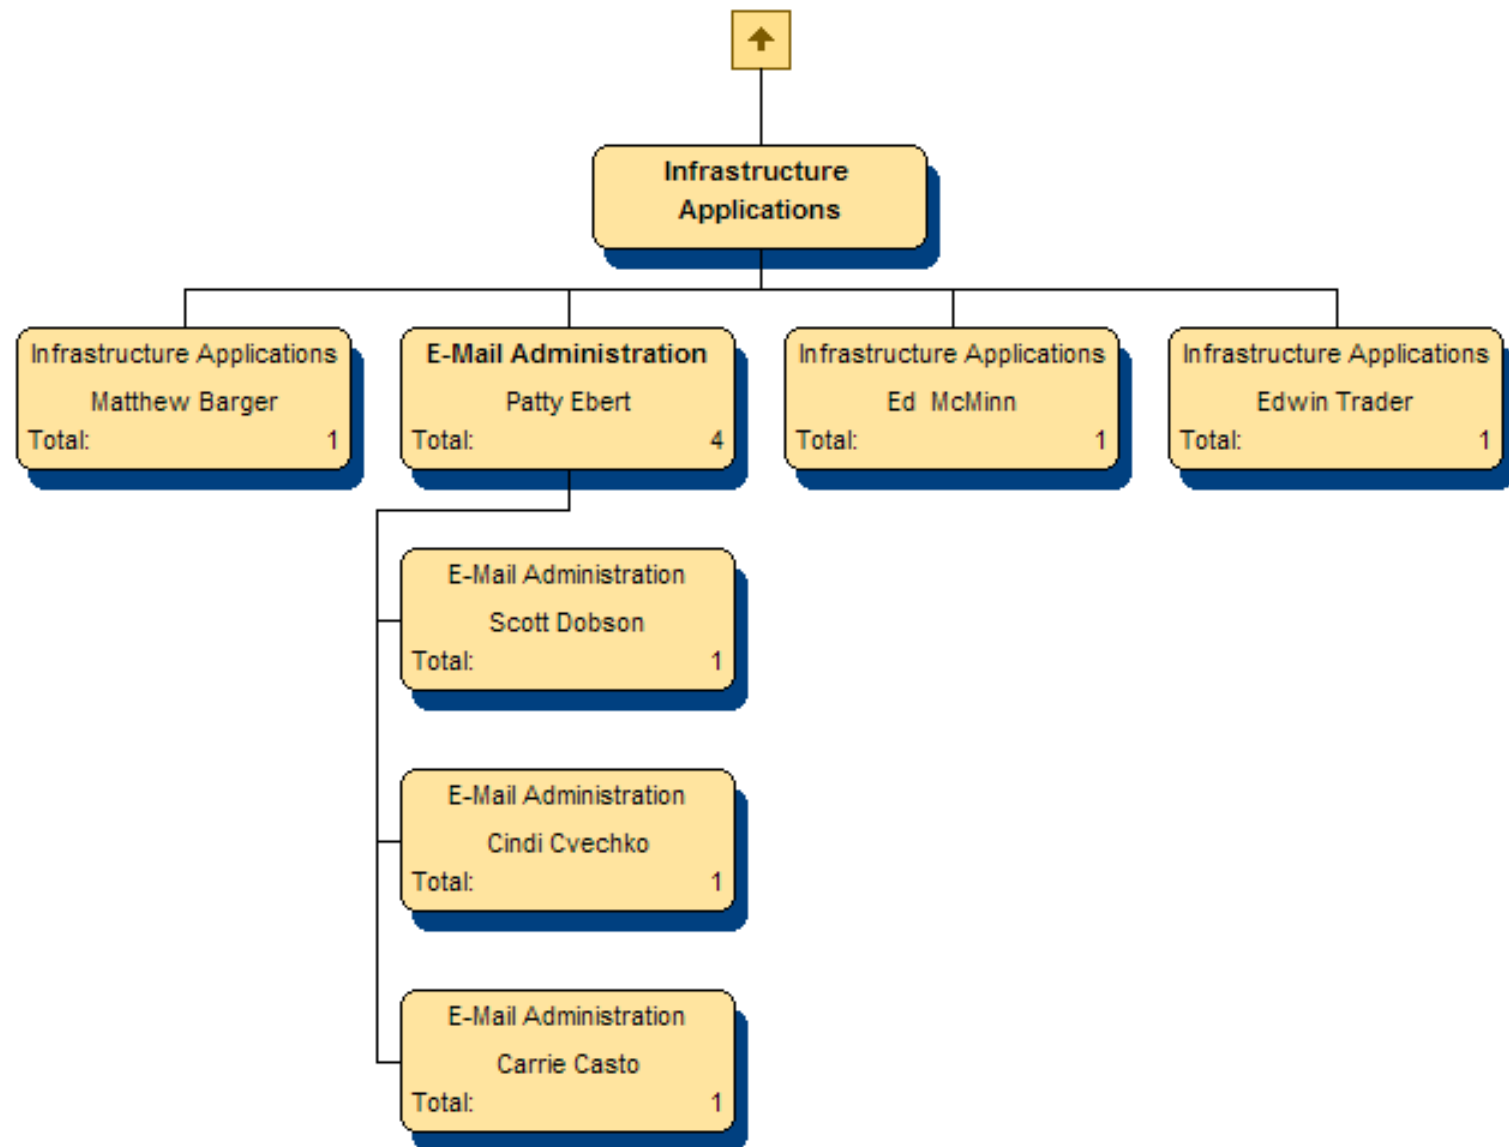 Infrastructure
Applications
Infrastructure Applications
Matthew Barger
Total: 1
E-Mail Administration
Patty Ebert
Total: 4
Infrastructure Applications
Ed McMinn
Total: 1
Infrastructure Applications
Edwin Trader
Total: 1
E-Mail Administration
Scott Dobson
Total: 1
E-Mail Administration
Cindi Cvechko
Total: 1
E-Mail Administration
Carrie Casto
Total: 1